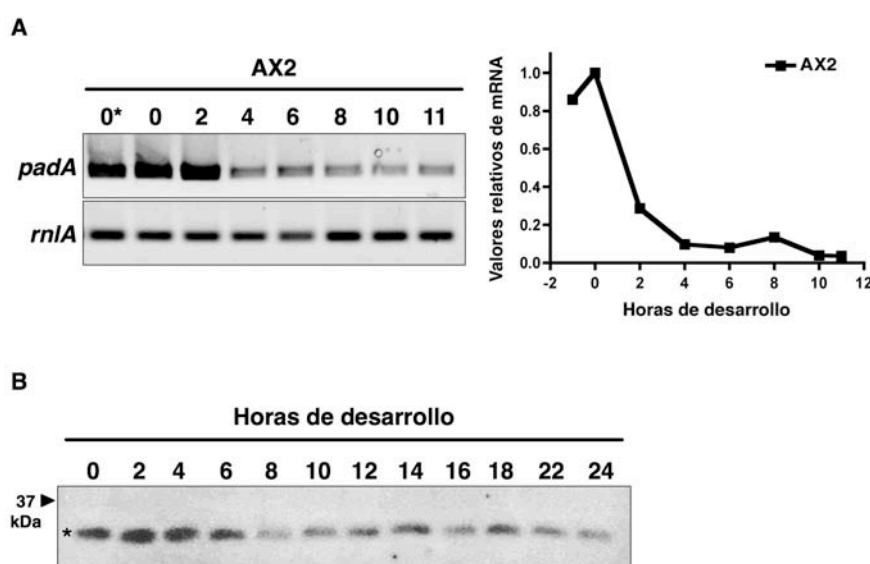 A
AX2
0* 0 2 4 6 8 10 11
padA
rnlA
Valores relativos de mRNA
1.0
0.8
0.6
0.4
0.2
0.0
-2 0 2 4 6 8 10 12
Horas de desarrollo
AX2
B
Horas de desarrollo
0 2 4 6 8 10 12 14 16 18 22 24
37
kDa
*